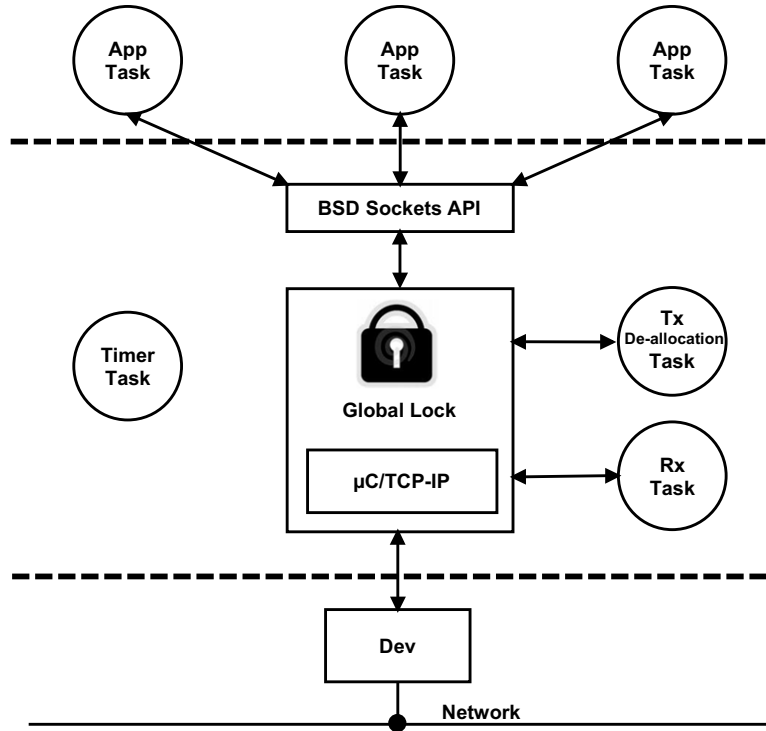 App
Task
App
Task
App
Task
BSD Sockets API
Timer
Task
Global Lock
µC/TCP-IP
Tx
De-allocation
Task
Rx
Task
Dev
Network